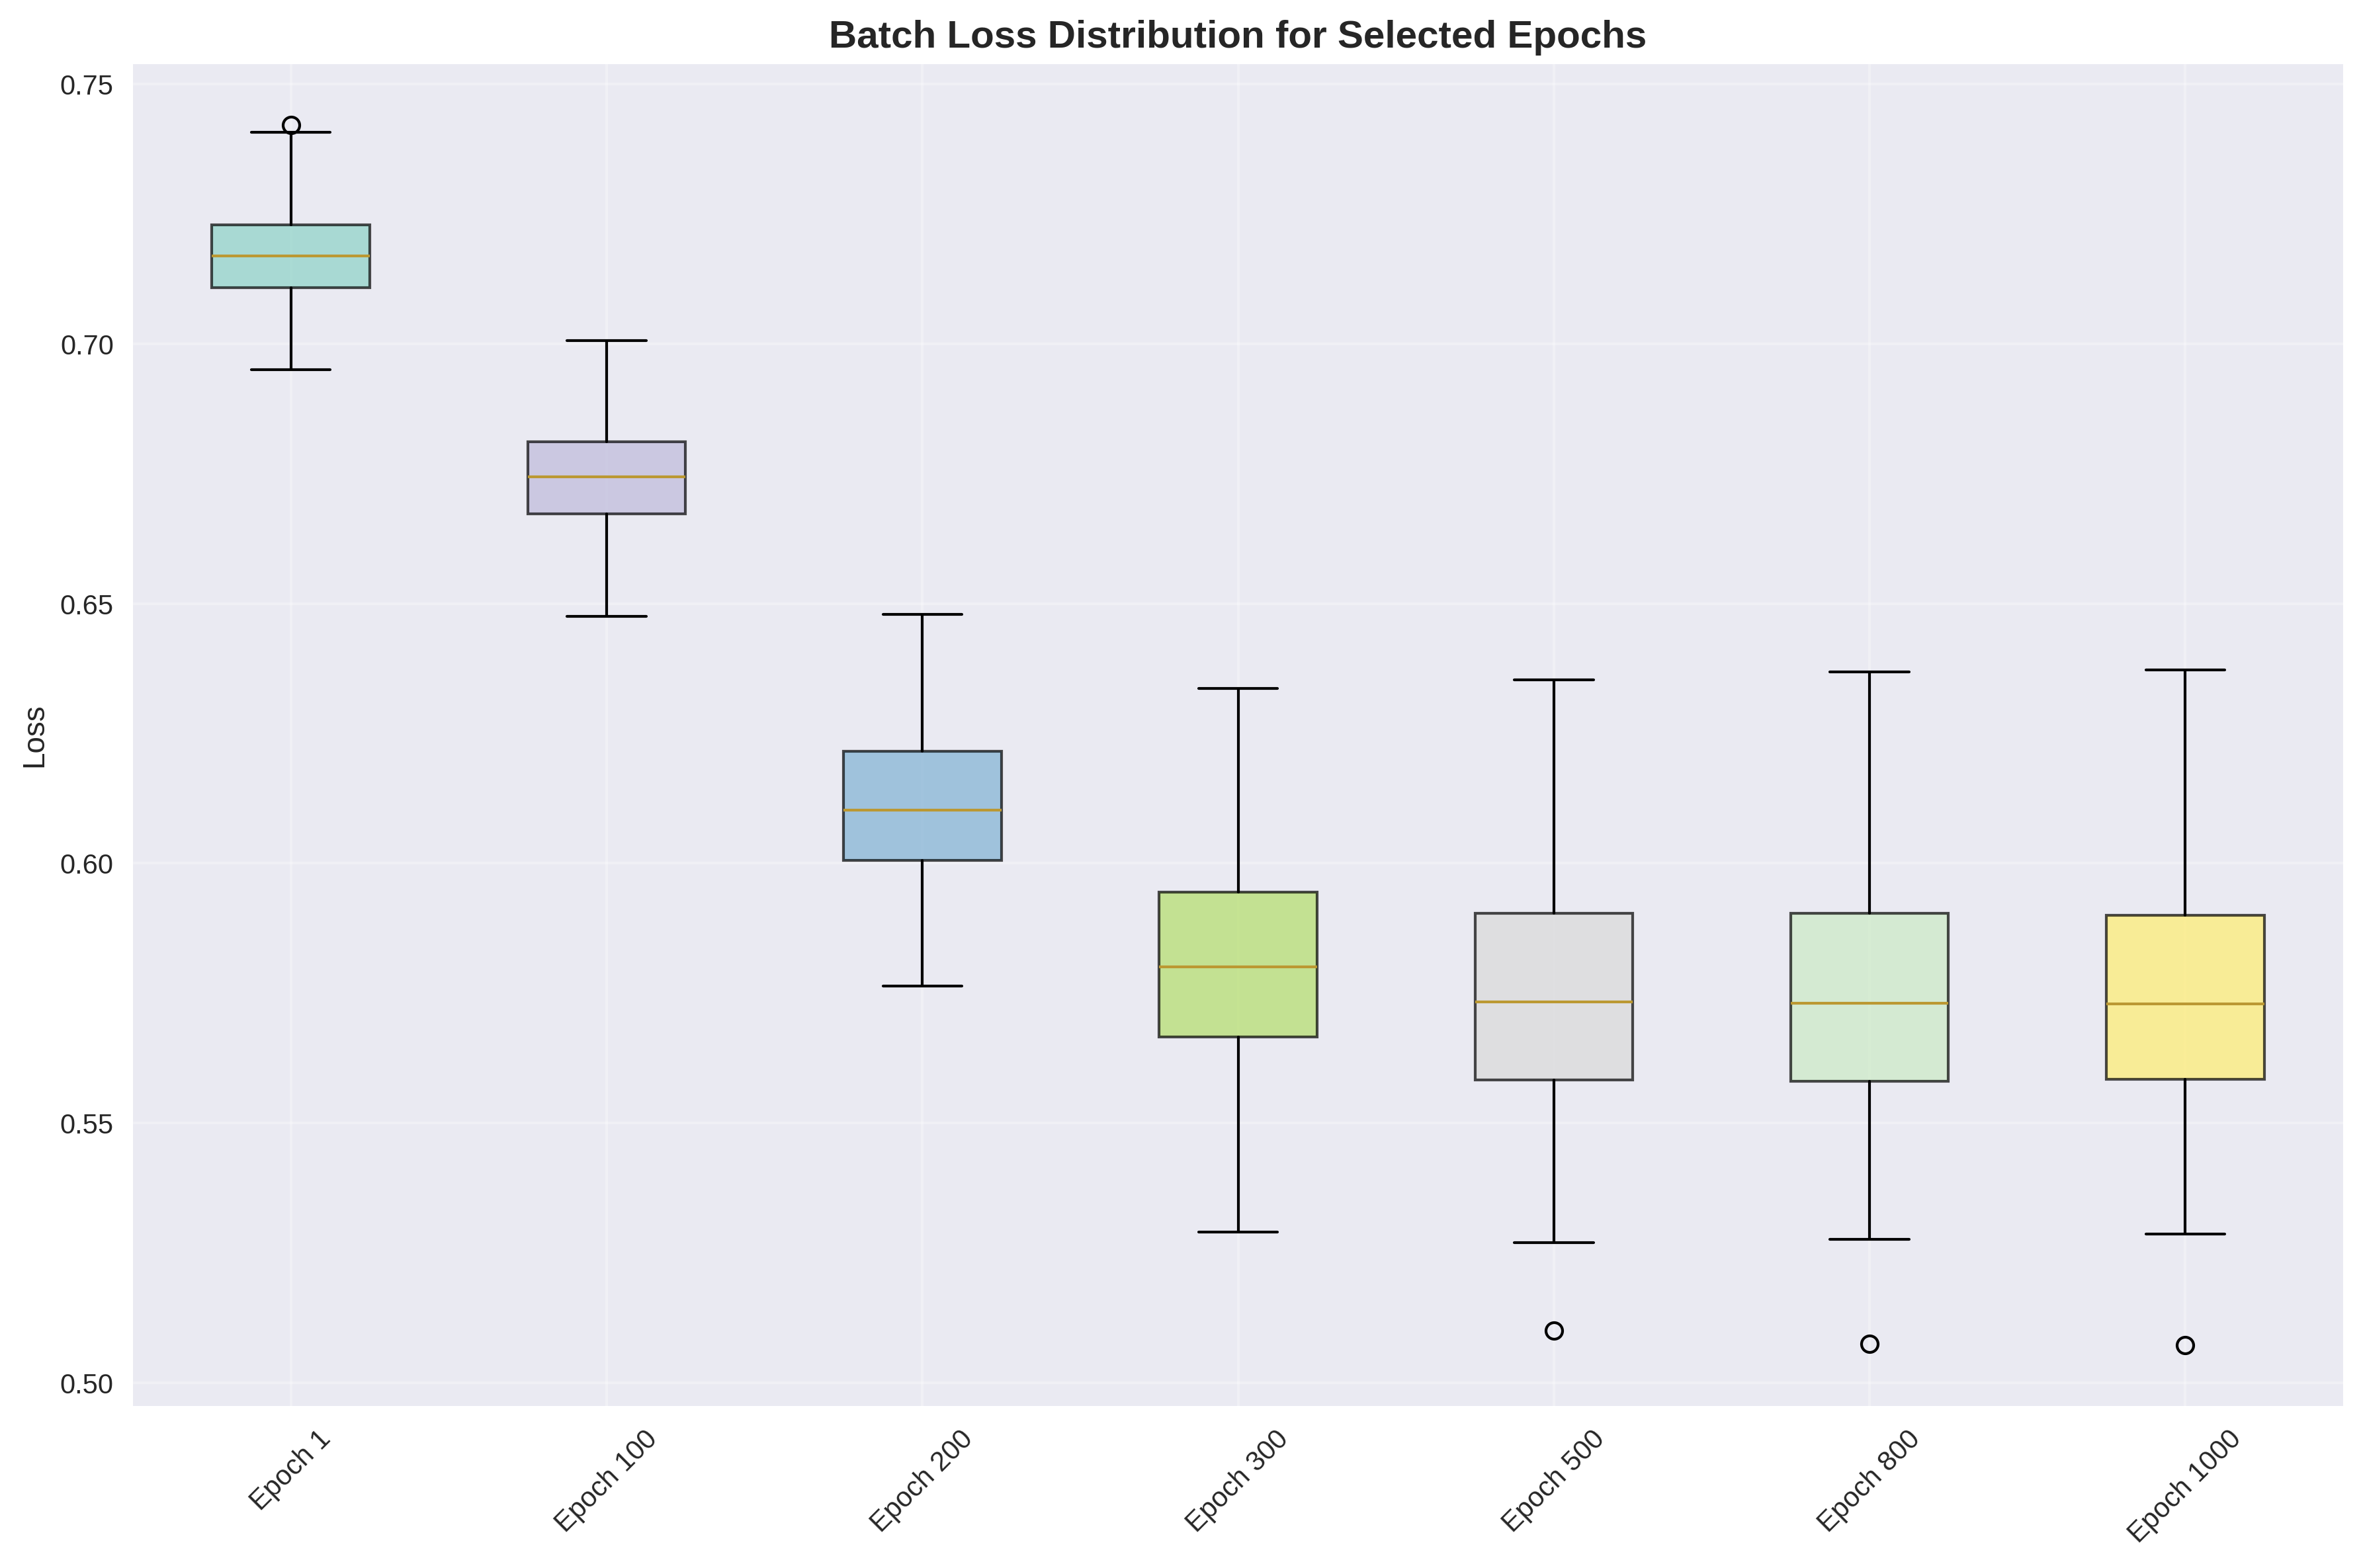 Batch Loss Distribution for Selected Epochs
0.75
0.70
0.65
0.60
0.55
0.50
Loss
Epoch 1
Epoch 100
Epoch 200
Epoch 300
Epoch 500
Epoch 800
Epoch 1000